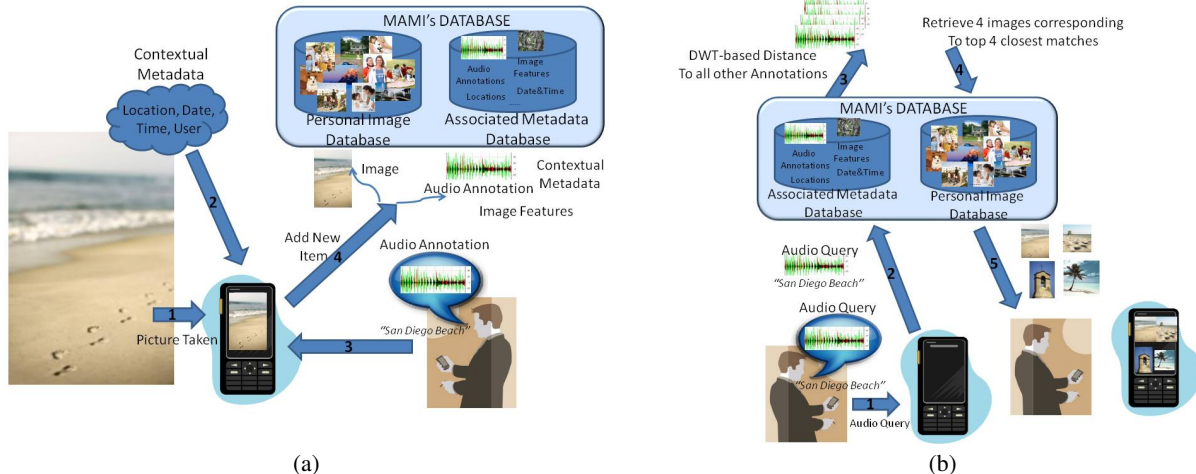 MAMI's DATABASE
Contextual
Metadata
Location, Date,
Time, User
Audio
Annotations
Locations
Image
Features
Date&Time
Personal Image
Database
Associated Metadata
Database
2
Image
Audio Annotation
Contextual
Metadata
Image Features
Add New
Item
4
Audio Annotation
"San Diego Beach"
1
Picture Taken
3
(a)
DWT-based Distance
To all other Annotations
3
Retrieve 4 images corresponding
To top 4 closest matches
4
MAMI's DATABASE
Audio
Annotations
Locations
Image
Features
Date&Time
Associated Metadata
Database
Personal Image
Database
Audio Query
"San Diego Beach"
2
5
Audio Query
"San Diego Beach"
1
Audio Query
(b)